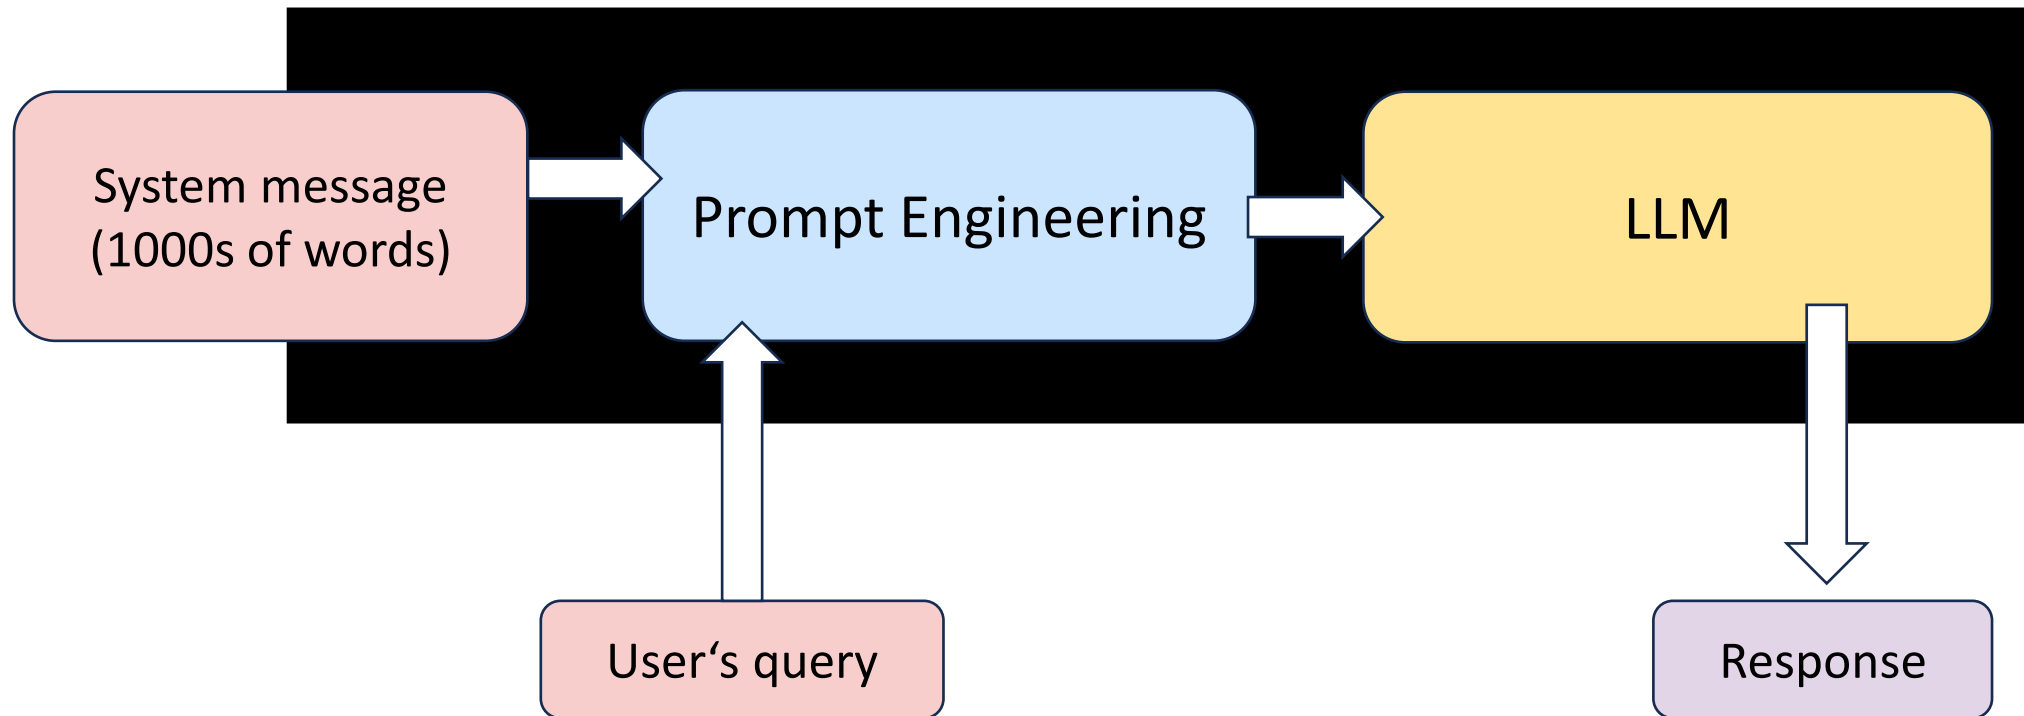 System message
(1000s of words)
Prompt Engineering
LLM
User‘s query
Response